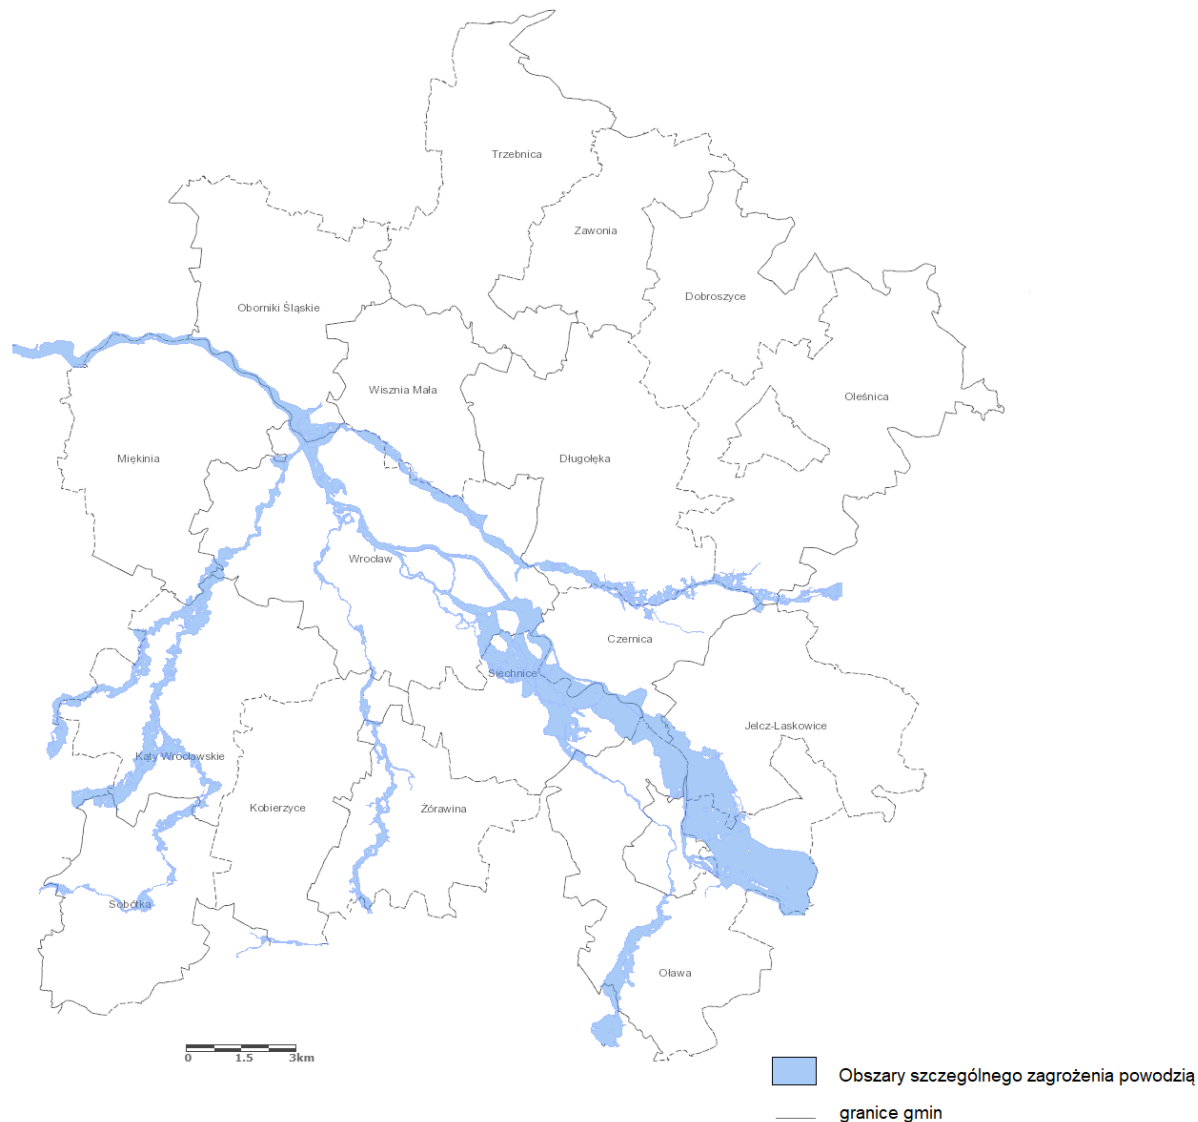 Trzebnica
Zawonia
Dobroszyce
Oborniki Śląskie
Wisznia Mała
Oleśnica
Miękinia
Długołęka
Wrocław
Czernica
Siechnice
Jelcz-Laskowice
Kąty Wrocławskie
Kobierzyce
Żórawina
Sobótka
Oława
0 1.5 3km
Obszary szczególnego zagrożenia powodzią
granice gmin